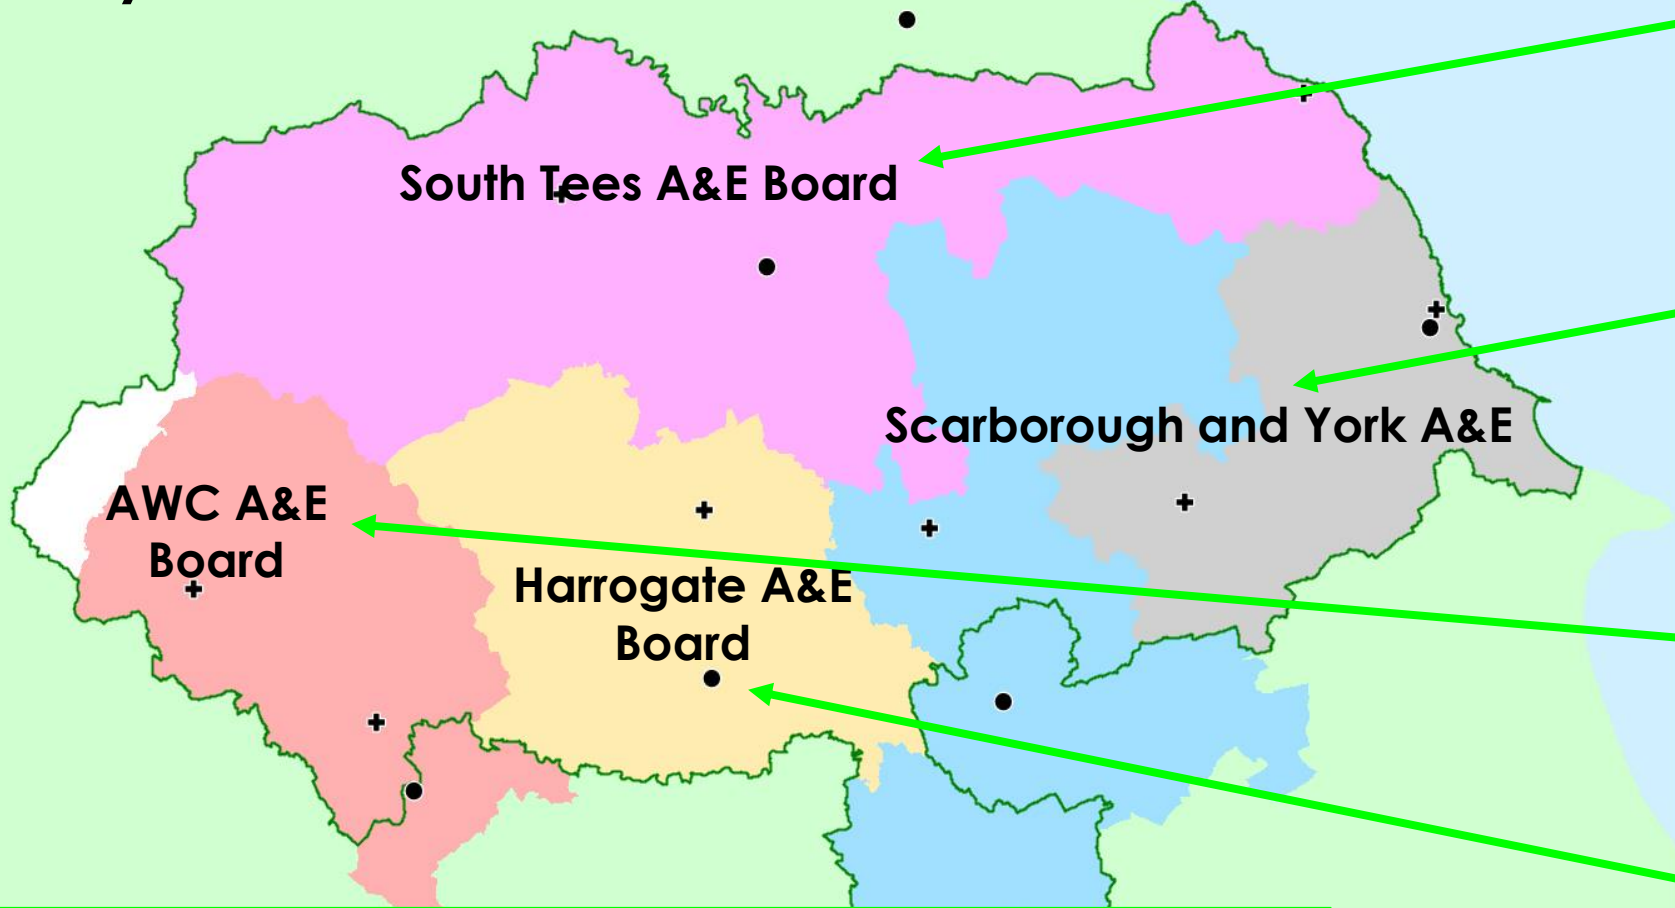 South Tees A&E Board
Scarborough and York A&E
AWC A&E
Board
Harrogate A&E
Board